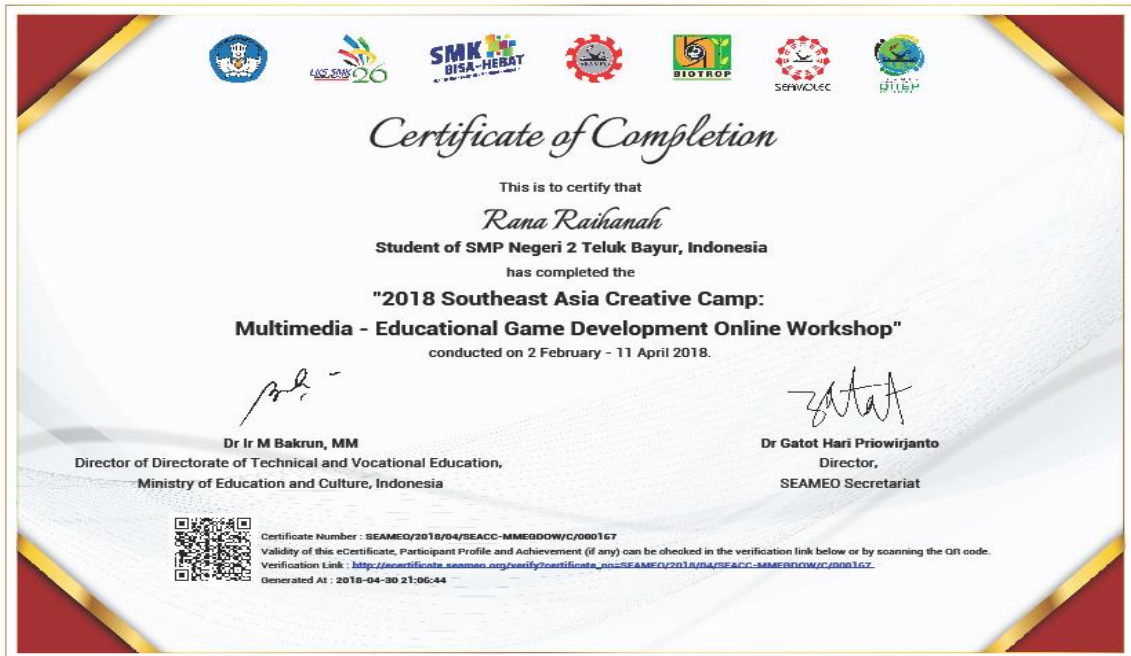 LKS SMK 26
SMK
BISA-HEBAT
BIOTROP
SEAMOLEC
QITEP
Certificate of Completion
This is to certify that
Rana Raihanah
Student of SMP Negeri 2 Teluk Bayur, Indonesia
has completed the
"2018 Southeast Asia Creative Camp:
Multimedia - Educational Game Development Online Workshop"
conducted on 2 February - 11 April 2018.
Dr Ir M Bakrun, MM
Director of Directorate of Technical and Vocational Education,
Ministry of Education and Culture, Indonesia
Dr Gatot Hari Priowirjanto
Director,
SEAMEO Secretariat
Certificate Number : SEAMEO/2018/04/SEACC-MMEGDOW/C/000167
Validity of this eCertificate, Participant Profile and Achievement (if any) can be checked in the verification link below or by scanning the QR code.
Verification Link : http://ecertificate.seameo.org/verify?certificate_no=SEAMEO/2018/04/SEACC-MMEGDOW/C/000167
Generated At : 2018-04-30 21:06:44